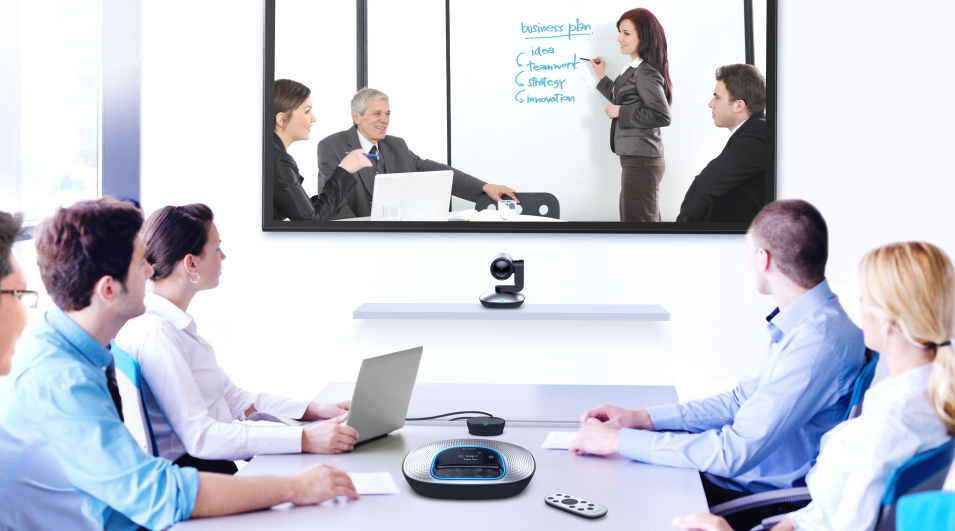 business plan
idea
teamwork
strategy
innovation